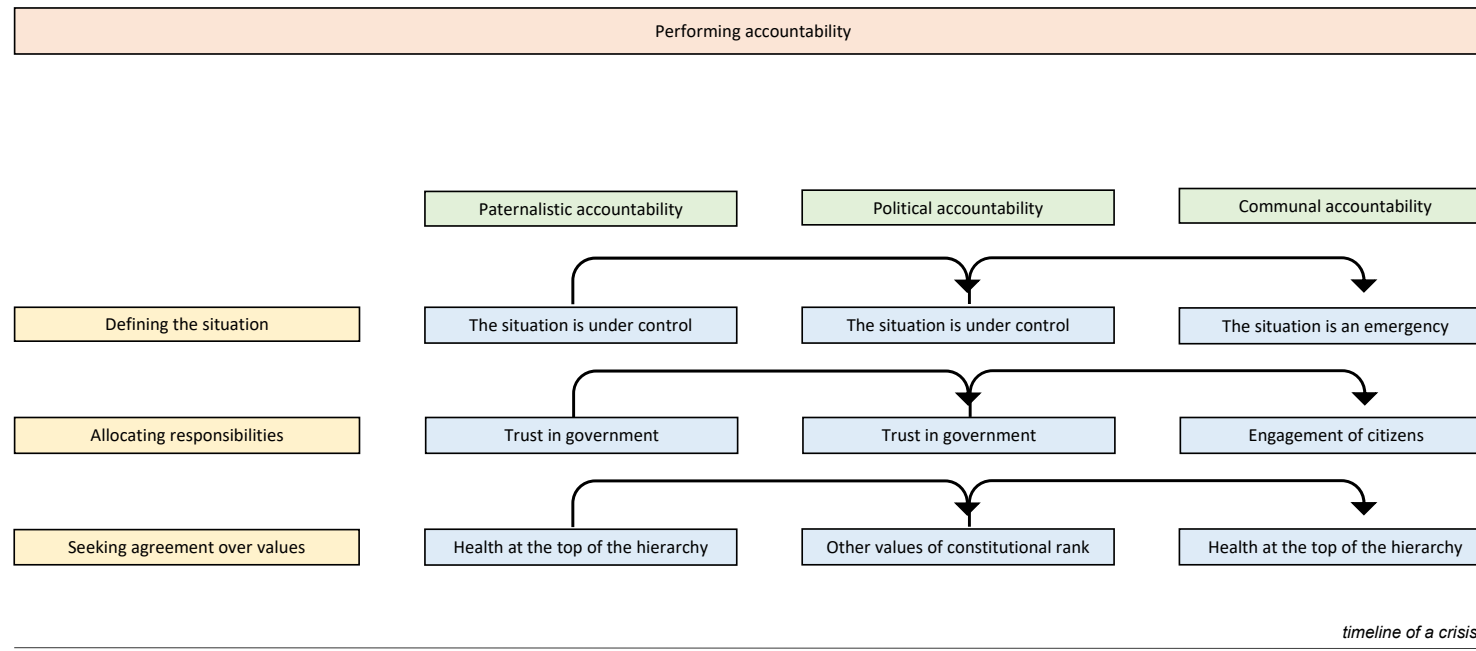 Performing accountability
Paternalistic accountability
Political accountability
Communal accountability
Defining the situation
The situation is under control
The situation is under control
The situation is an emergency
Allocating responsibilities
Trust in government
Trust in government
Engagement of citizens
Seeking agreement over values
Health at the top of the hierarchy
Other values of constitutional rank
Health at the top of the hierarchy
timeline of a crisis